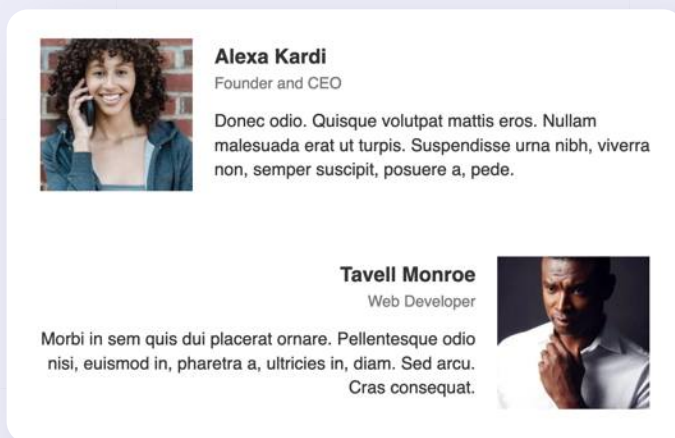 Alexa Kardi
Founder and CEO
Donec odio. Quisque volutpat mattis eros. Nullam
malesuada erat ut turpis. Suspendisse urna nibh, viverra
non, semper suscipit, posuere a, pede.
Tavell Monroe
Web Developer
Morbi in sem quis dui placerat ornare. Pellentesque odio
nisi, euismod in, pharetra a, ultricies in, diam. Sed arcu.
Cras consequat.